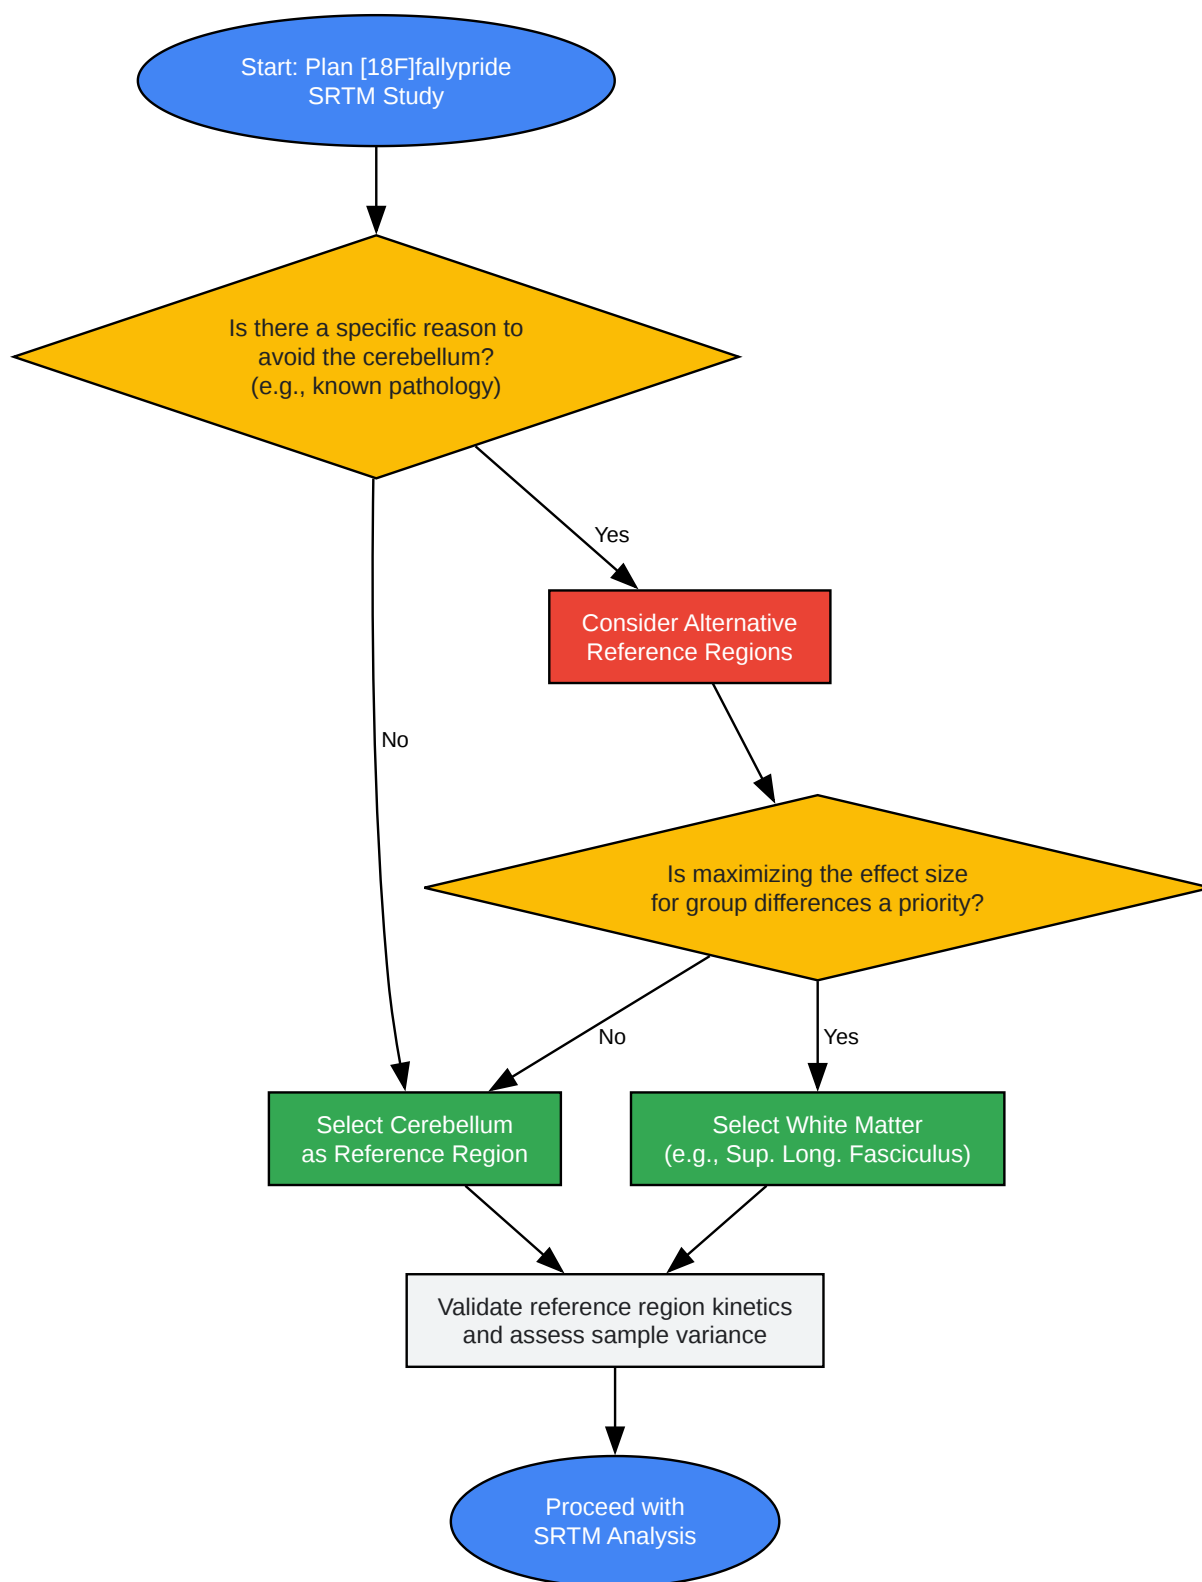 Start: Plan [18F]fallypride
SRTM Study
Is there a specific reason to
avoid the cerebellum?
(e.g., known pathology)
Yes
Consider Alternative
Reference Regions
No
Is maximizing the effect size
for group differences a priority?
No
Yes
Select Cerebellum
as Reference Region
Select White Matter
(e.g., Sup. Long. Fasciculus)
Validate reference region kinetics
and assess sample variance
Proceed with
SRTM Analysis